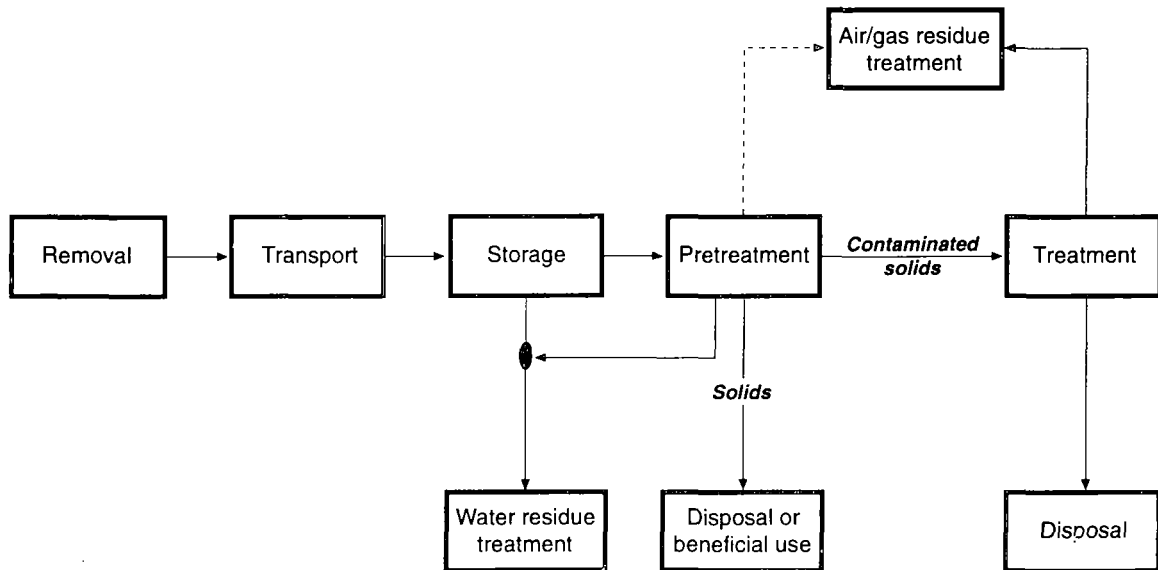 Air/gas residue
treatment
Removal
Transport
Storage
Pretreatment
Contaminated
solids
Treatment
Solids
Water residue
treatment
Disposal or
beneficial use
Disposal